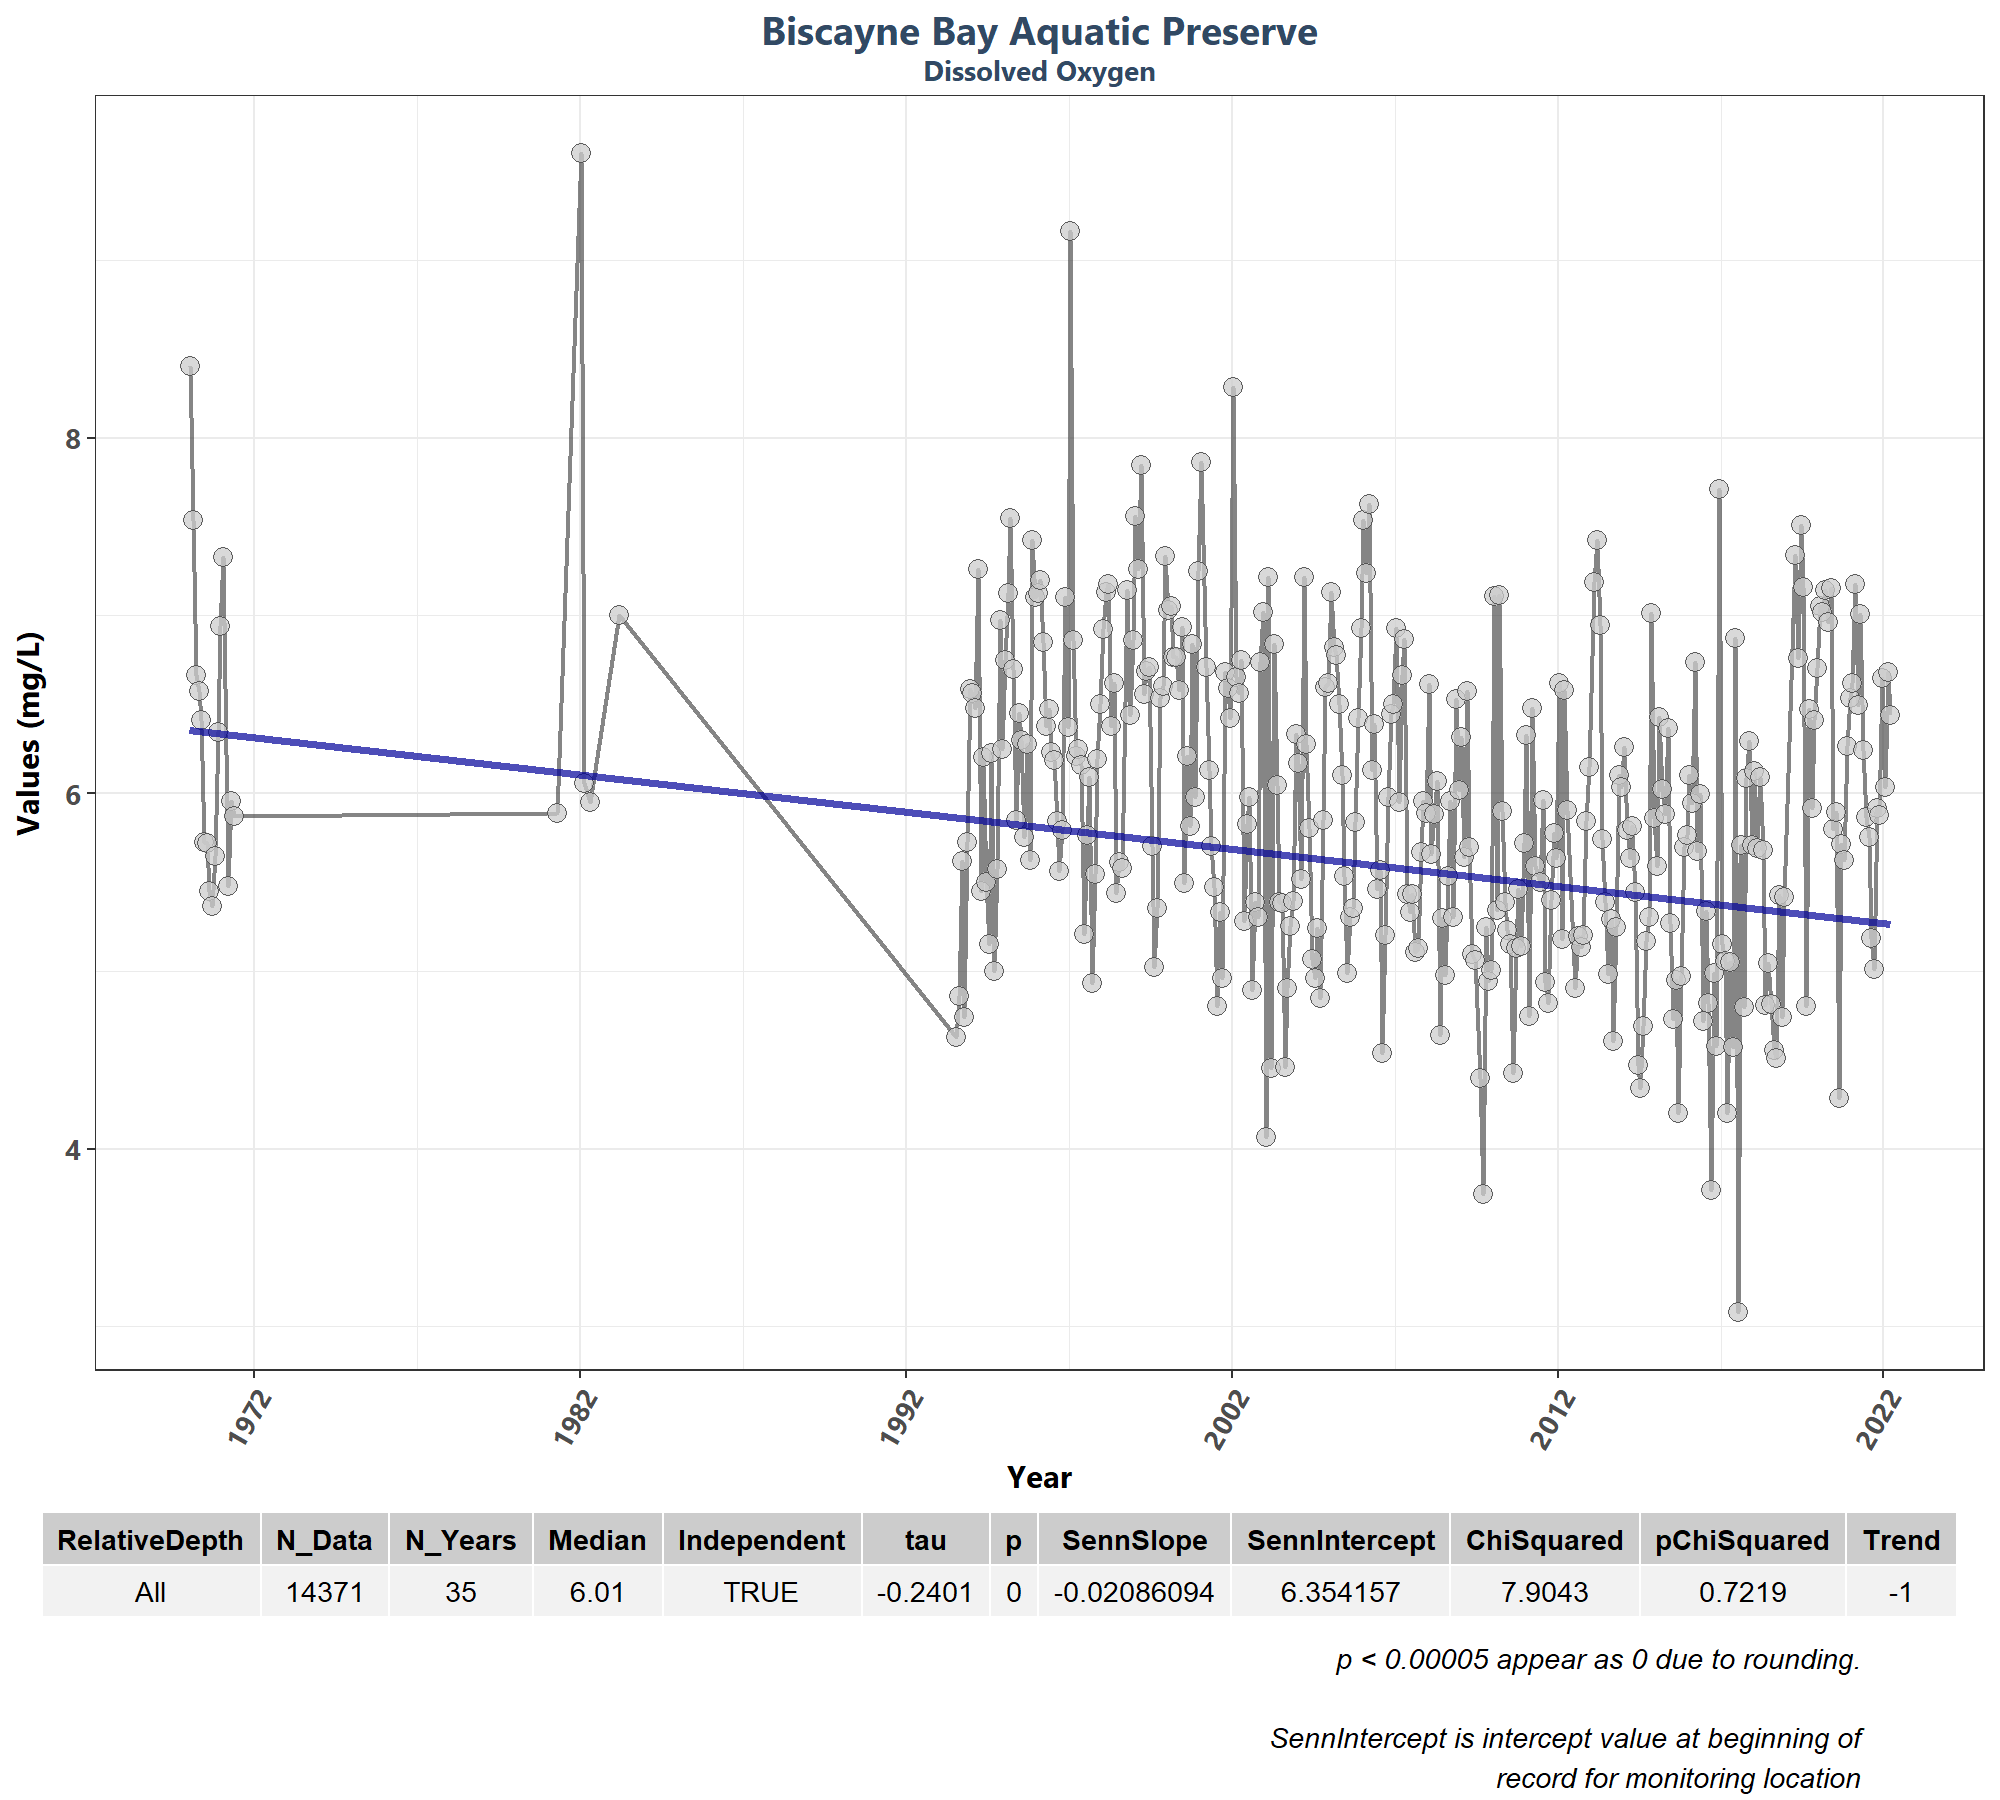 Biscayne Bay Aquatic Preserve
Dissolved Oxygen
Values (mg/L)
8
6
4
1972
1982
1992
2002
2012
2022
Year
RelativeDepth N_Data N_Years Median Independent tau p SennSlope SennIntercept ChiSquared pChiSquared Trend
All 14371 35 6.01 TRUE -0.2401 0 -0.02086094 6.354157 7.9043 0.7219 -1
p < 0.00005 appear as 0 due to rounding.
SennIntercept is intercept value at beginning of
record for monitoring location